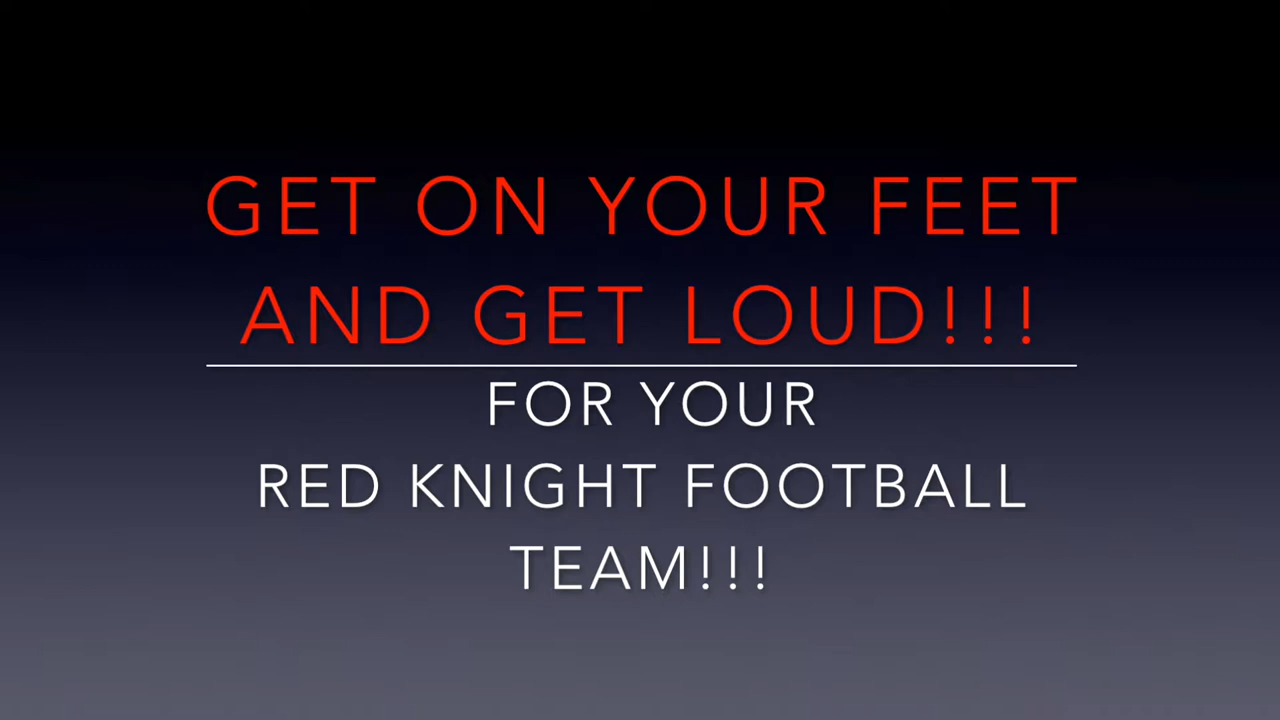 GET ON YOUR FEET
AND GET LOUD!!!
FOR YOUR
RED KNIGHT FOOTBALL
TEAM!!!